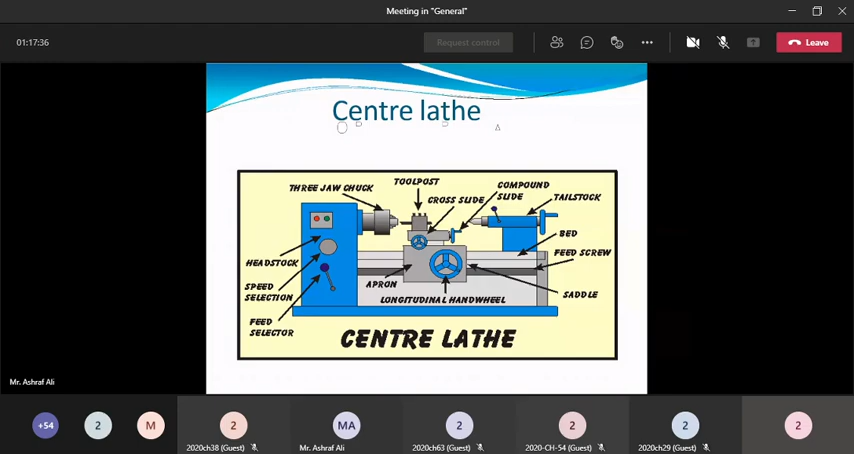 Meeting in "General"
01:17:36
Request control
Leave
Centre lathe
THREE JAW CHUCK
TOOLPOST
CROSS SLIDE
COMPOUND
SLIDE
TAILSTOCK
BED
HEADSTOCK
FEED SCREW
SPEED
SELECTION
APRON
LONGITUDINAL HANDWHEEL
SADDLE
FEED
SELECTOR
CENTRE LATHE
Mr. Ashraf Ali
+54
2
M
2
MA
2
2
2
2
2020ch38 (Guest)
Mr. Ashraf Ali
2020ch63 (Guest)
2020-CH-54 (Guest)
2020ch29 (Guest)